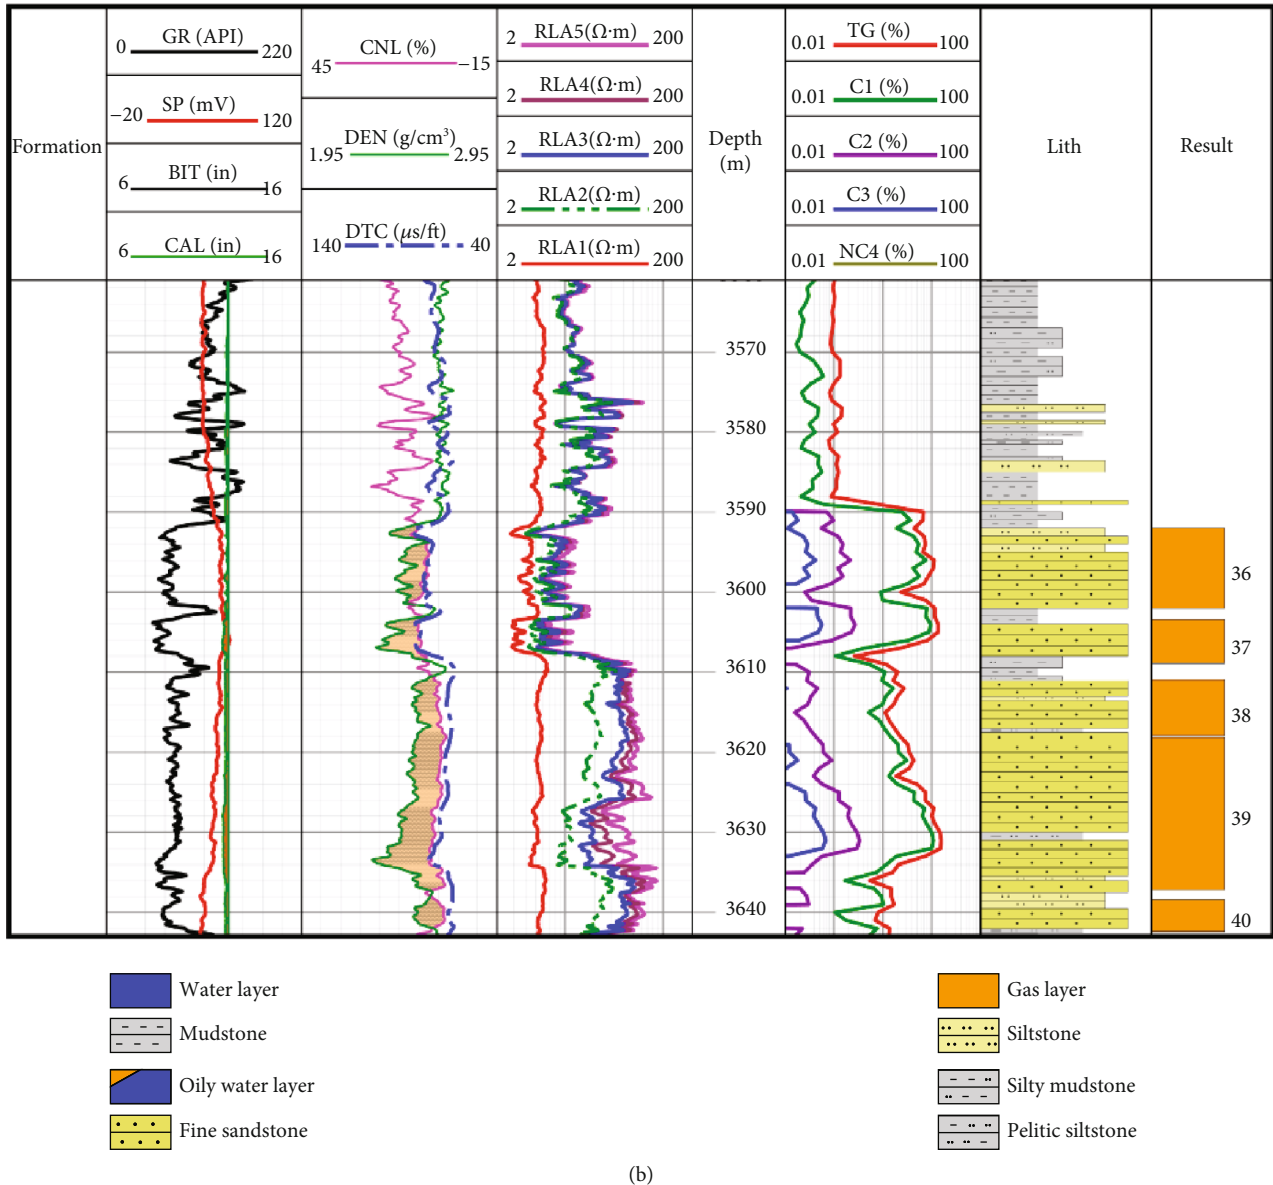 Formation
GR (API)
0 220
SP (mV)
−20 120
BIT (in)
6 16
CAL (in)
6 16
CNL (%)
45 −15
DEN (g/cm³)
1.95 2.95
DTC (μs/ft)
140 40
RLA5(Ω·m)
2 200
RLA4(Ω·m)
2 200
RLA3(Ω·m)
2 200
RLA2(Ω·m)
2 200
RLA1(Ω·m)
2 200
Depth
(m)
TG (%)
0.01 100
C1 (%)
0.01 100
C2 (%)
0.01 100
C3 (%)
0.01 100
NC4 (%)
0.01 100
Lith
Result
3570
3580
3590
3600
3610
3620
3630
3640
36
37
38
39
40
Water layer
Mudstone
Oily water layer
Fine sandstone
Gas layer
Siltstone
Silty mudstone
Pelitic siltstone
(b)